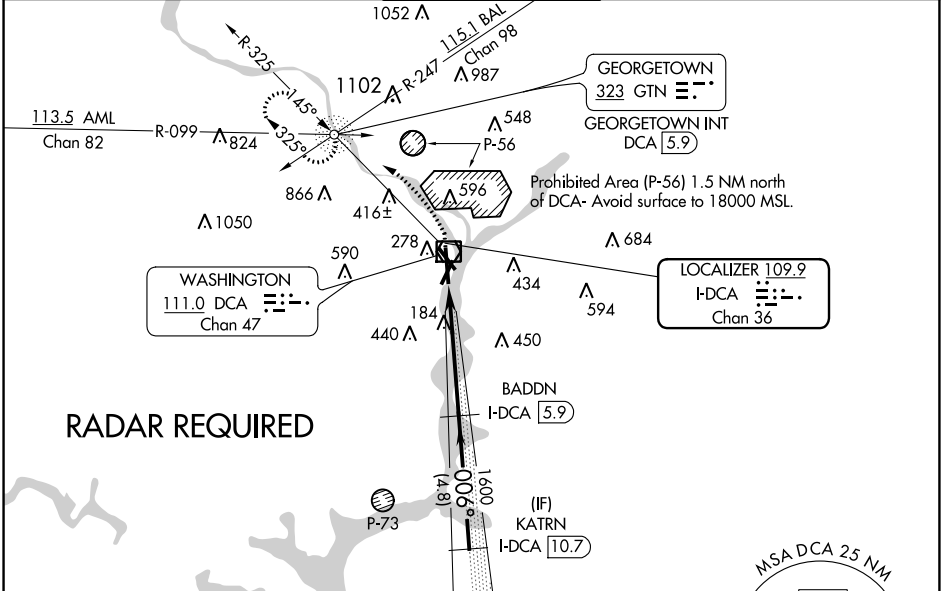 1052
R-325
115.1 BAL
Chan 98
R-247
987
1102
GEORGETOWN
323 GTN
GEORGETOWN INT
DCA 5.9
145°
325°
113.5 AML
Chan 82
R-099
824
548
P-56
Prohibited Area (P-56) 1.5 NM north
of DCA- Avoid surface to 18000 MSL.
866
596
416±
1050
278
684
590
434
WASHINGTON
111.0 DCA
Chan 47
LOCALIZER 109.9
I-DCA
Chan 36
594
184
440
450
BADDN
I-DCA 5.9
RADAR REQUIRED
006°
1600
(4.8)
P-73
(IF)
KATRN
I-DCA 10.7
MSA DCA 25 NM